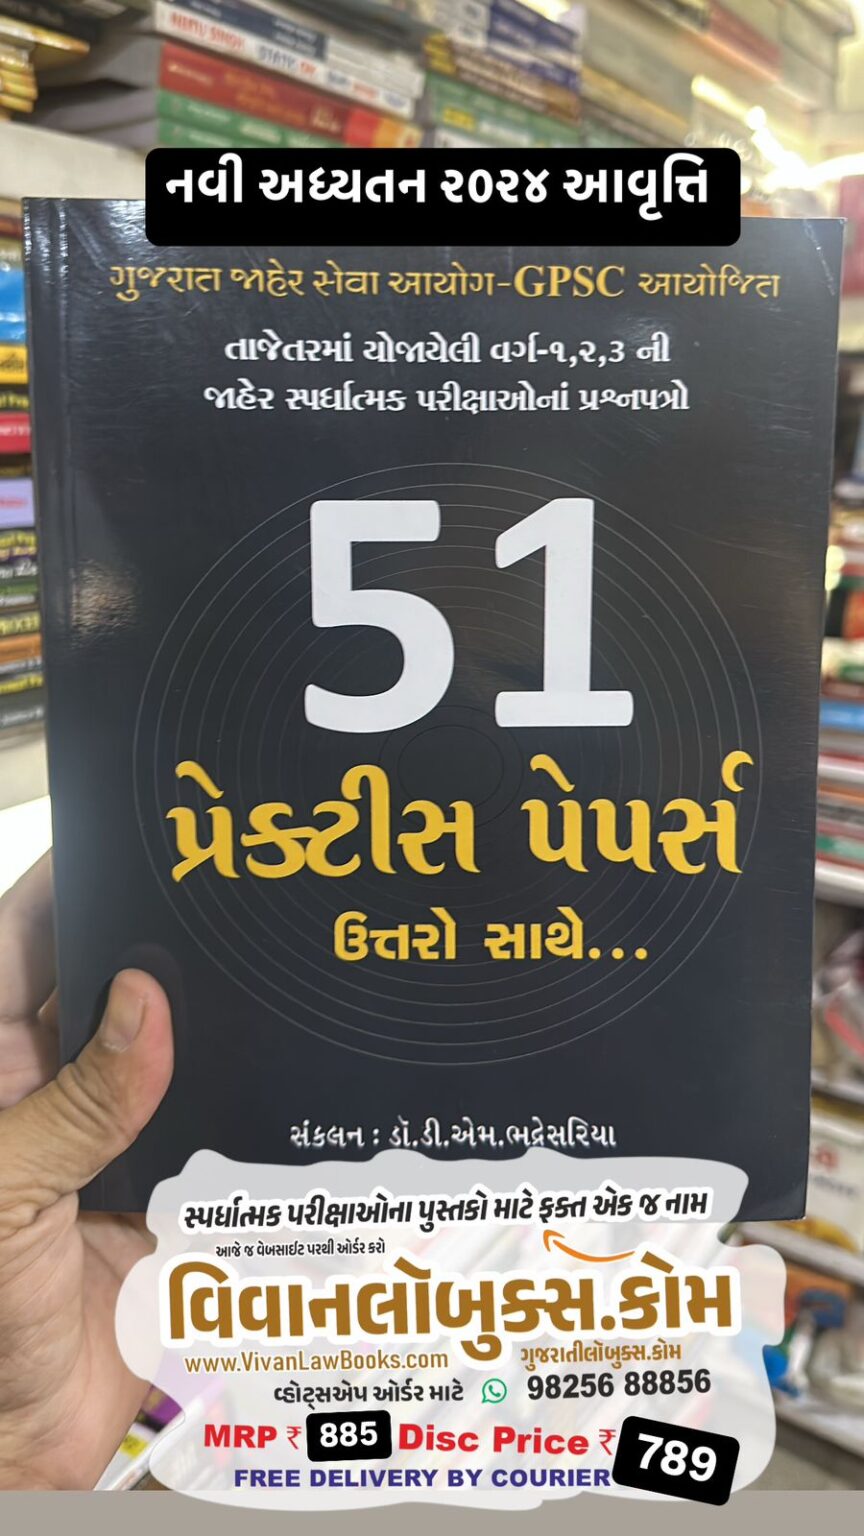 નવી અધ્યતન ૨૦૨૪ આવૃત્તિ
ગુજરાત જાહેર સેવા આયોગ-GPSC આયોજિત
તાજેતરમાં યોજાયેલી વર્ગ-૧,૨,૩ ની
જાહેર સ્પર્ધાત્મક પરીક્ષાઓનાં પ્રશ્નપત્રો
51
પ્રેક્ટીસ પેપર્સ
ઉત્તરો સાથે...
સંકલન : ડૉ.ડી.એમ.ભદ્રેસરિયા
સ્પર્ધાત્મક પરીક્ષાઓના પુસ્તકો માટે ફક્ત એક જ નામ
આજે જ વેબસાઈટ પરથી ઓર્ડર કરો
વિવાનલૉબુક્સ.કોમ
www.VivanLawBooks.com ગુજરાતીલૉબુક્સ.કોમ
વ્હોટ્સએપ ઓર્ડર માટે 98256 88856
MRP ₹ 885 Disc Price ₹ 789
FREE DELIVERY BY COURIER